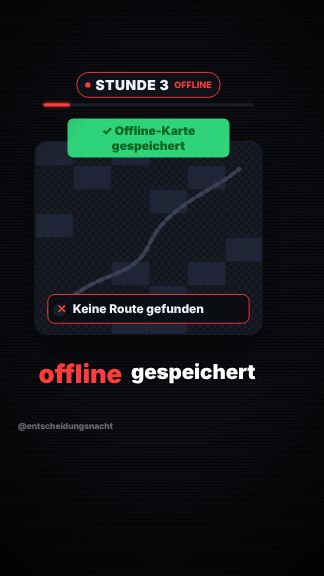 STUNDE 3 OFFLINE
✓ Offline-Karte
gespeichert
✕ Keine Route gefunden
offline gespeichert
@entscheidungsnacht